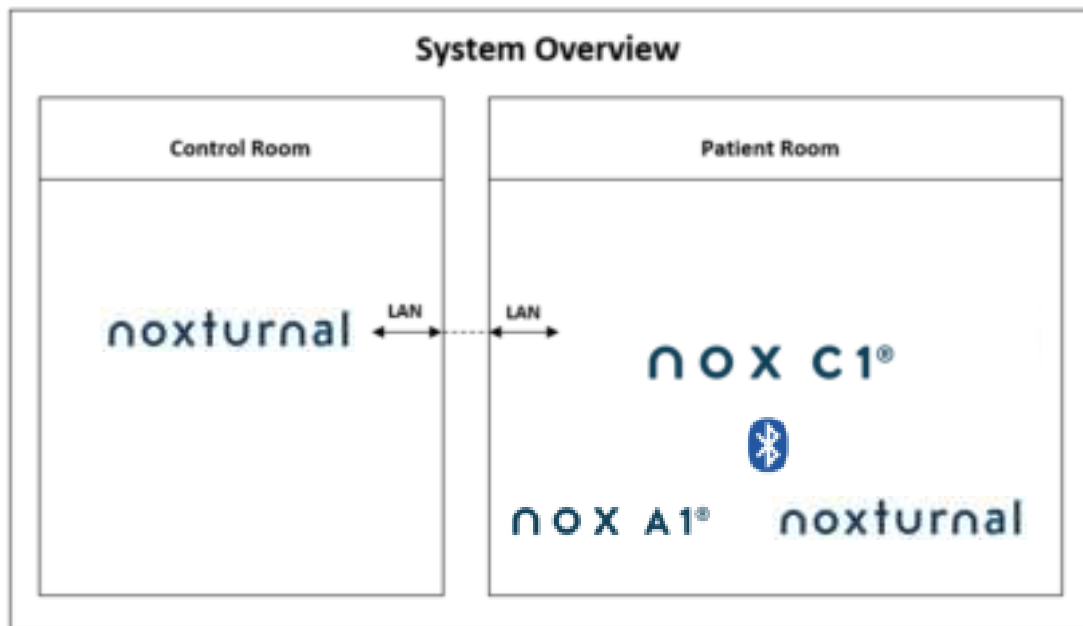 System Overview
Control Room
Patient Room
LAN
LAN
noxturnal
nox C1®
nox A1®
noxturnal